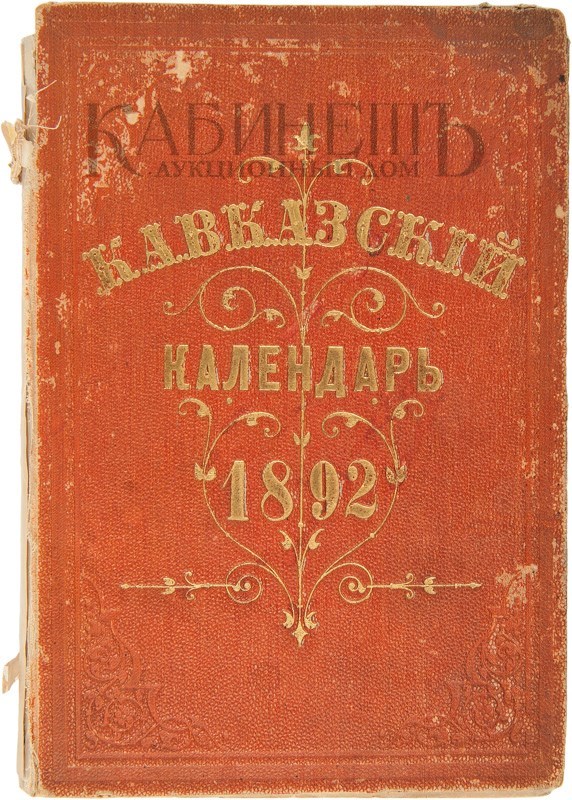 КАБИНЕТЪ
АУКЦИОННЫЙ ДОМ
КАВКАЗСКІЙ
КАЛЕНДАРЬ
1892